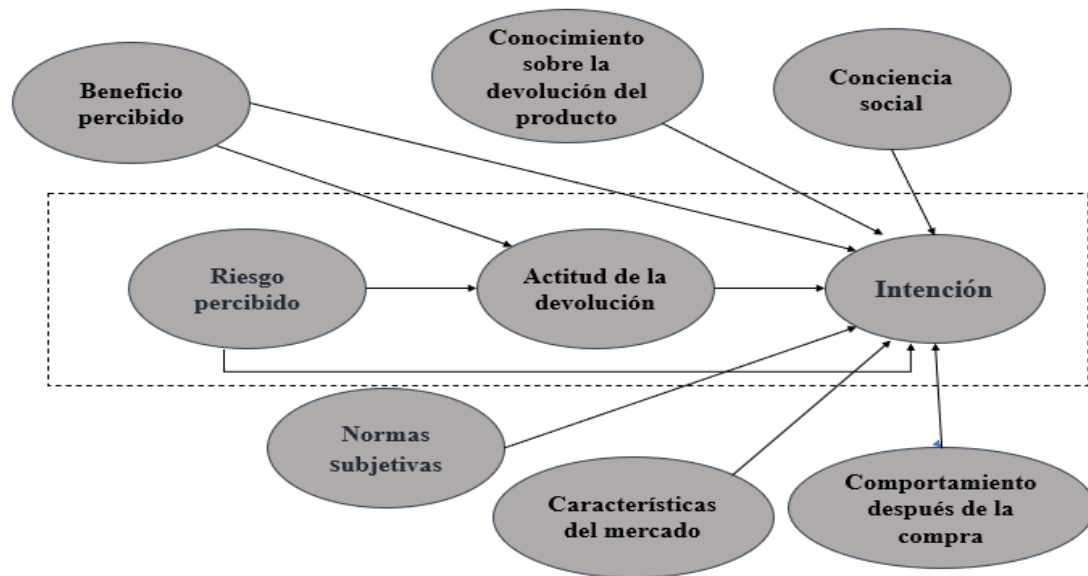 Beneficio
percibido
Conocimiento
sobre la
devolución del
producto
Conciencia
social
Riesgo
percibido
Actitud de la
devolución
Intención
Normas
subjetivas
Características
del mercado
Comportamiento
después de la
compra